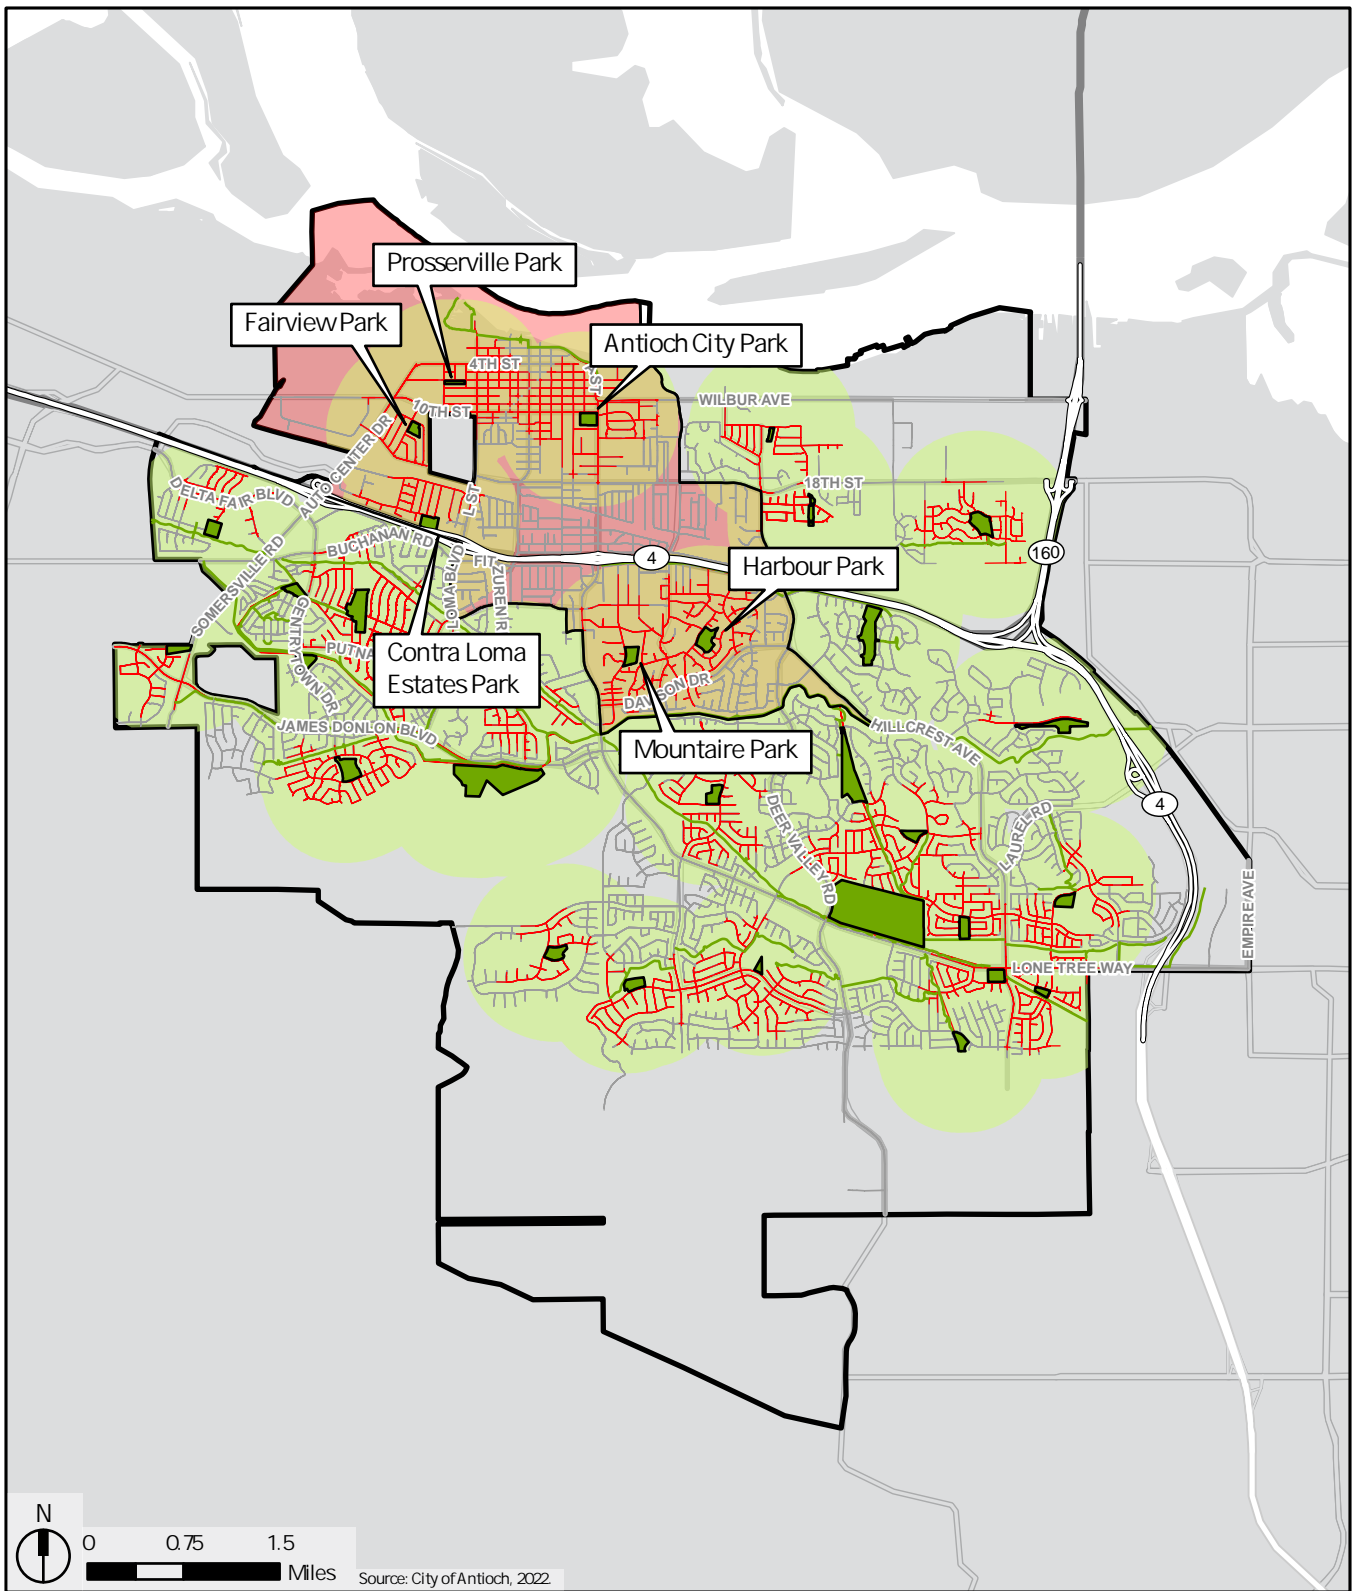 Prosserville Park
Fairview Park
Antioch City Park
4TH ST
A ST
WILBUR AVE
10TH ST
AUTO CENTER DR
18TH ST
DELTA FAIR BLVD
L ST
BUCHANAN RD
4
160
SOMERSVILLE RD
LOMA BLVD
FITZUREN R
Harbour Park
GENTRYTOWN DR
PUTNA
Contra Loma
Estates Park
DAVISON DR
JAMES DONLON BLVD
HILLCREST AVE
Mountaire Park
DEER VALLEY RD
LAUREL RD
4
EMPIRE AVE
LONE TREE WAY
N
0 0.75 1.5
Miles
Source: City of Antioch, 2022.